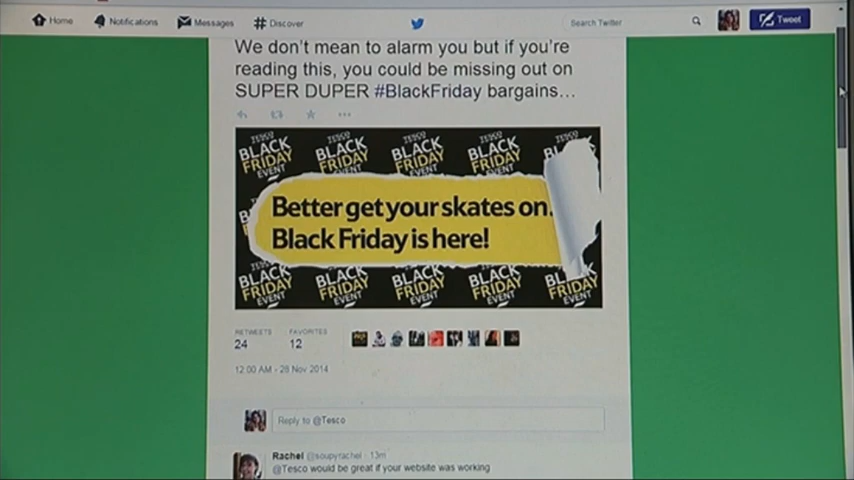 Home Notifications Messages # Discover Search Twitter Tweet
We don't mean to alarm you but if you're
reading this, you could be missing out on
SUPER DUPER #BlackFriday bargains...
TESCO BLACK FRIDAY EVENT
Better get your skates on.
Black Friday is here!
RETWEETS FAVORITES
24 12
12:00 AM - 28 Nov 2014
Reply to @Tesco
Rachel @soupyrachel · 13m
@Tesco would be great if your website was working